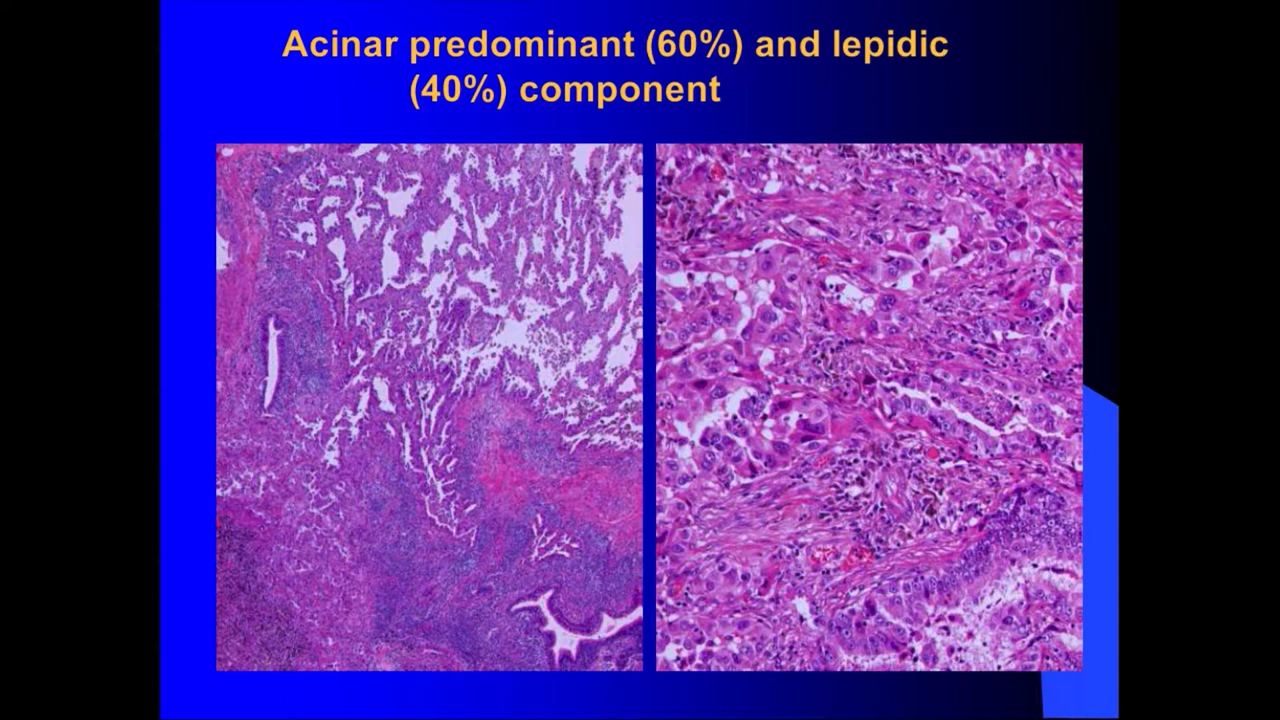 Acinar predominant (60%) and lepidic
(40%) component